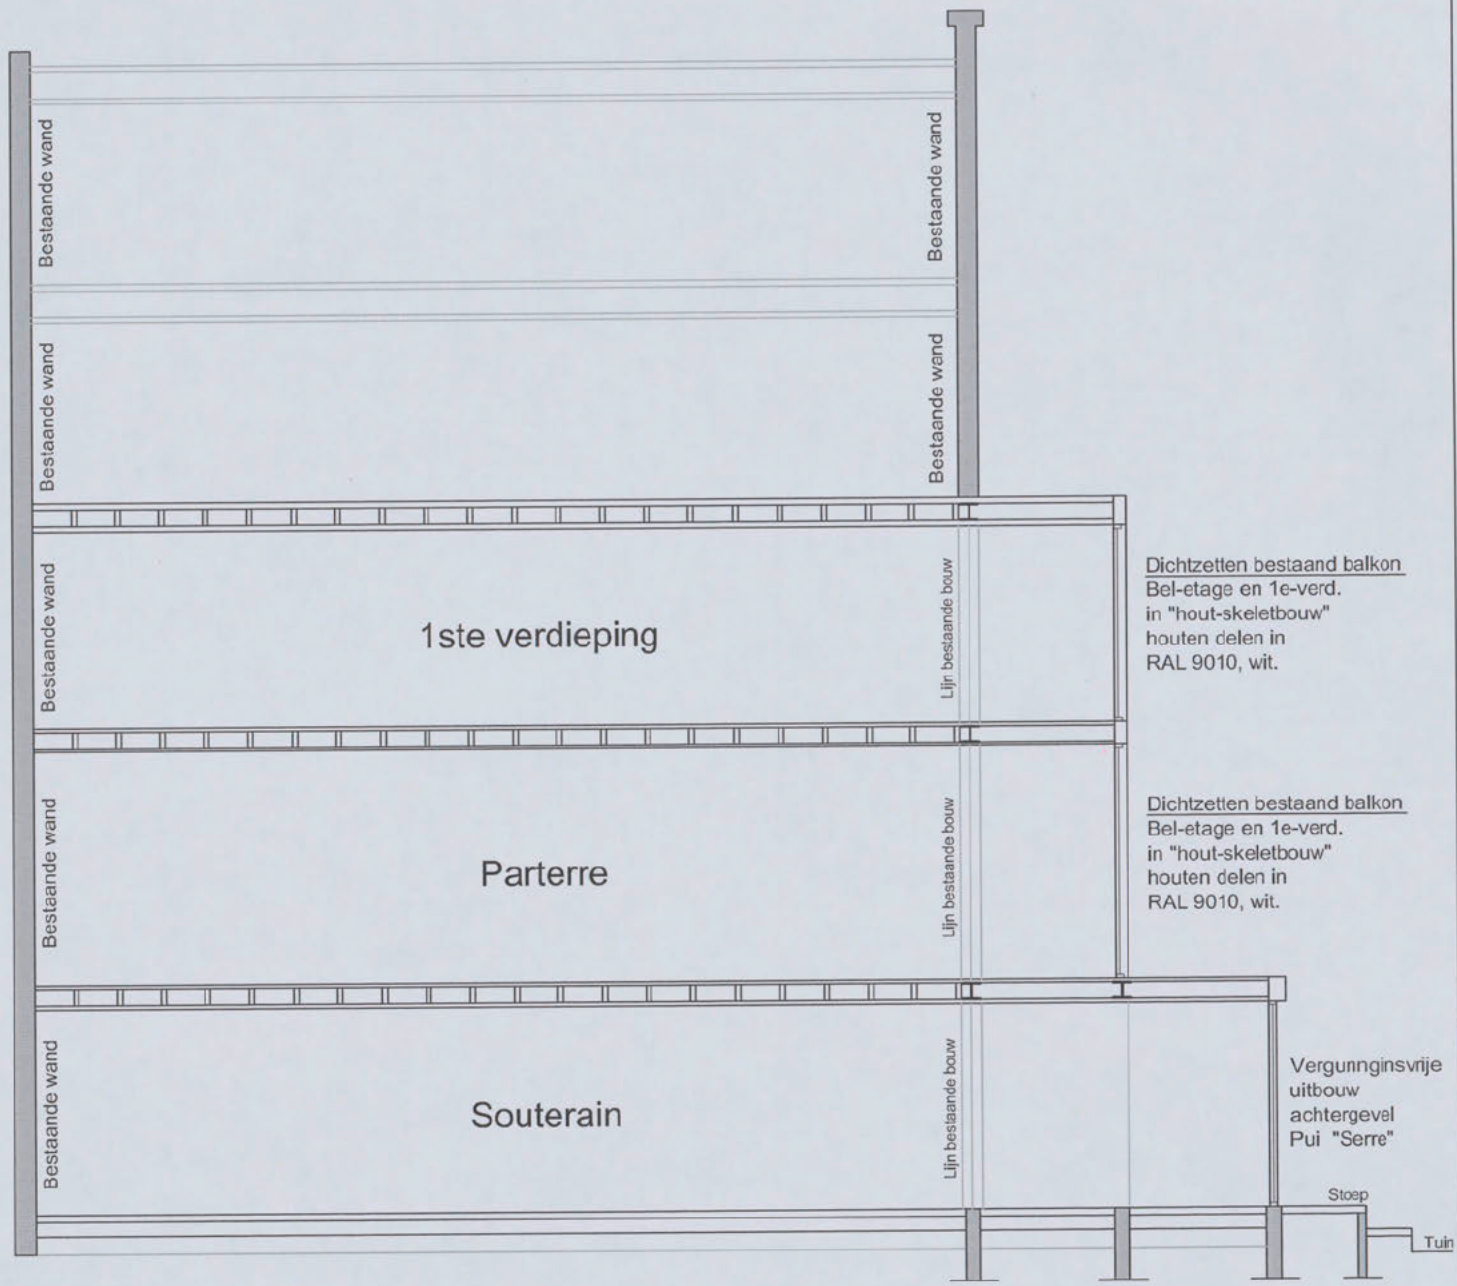 Bestaande wand
Bestaande wand
Bestaande wand
Bestaande wand
Bestaande wand
1ste verdieping
Lijn bestaande bouw
Dichtzetten bestaand balkon
Bel-etage en 1e-verd.
in "hout-skeletbouw"
houten delen in
RAL 9010, wit.
Bestaande wand
Parterre
Lijn bestaande bouw
Dichtzetten bestaand balkon
Bel-etage en 1e-verd.
in "hout-skeletbouw"
houten delen in
RAL 9010, wit.
Bestaande wand
Souterain
Lijn bestaande bouw
Vergunnginsvrije
uitbouw
achtergevel
Pui "Serre"
Stoep
Tuin